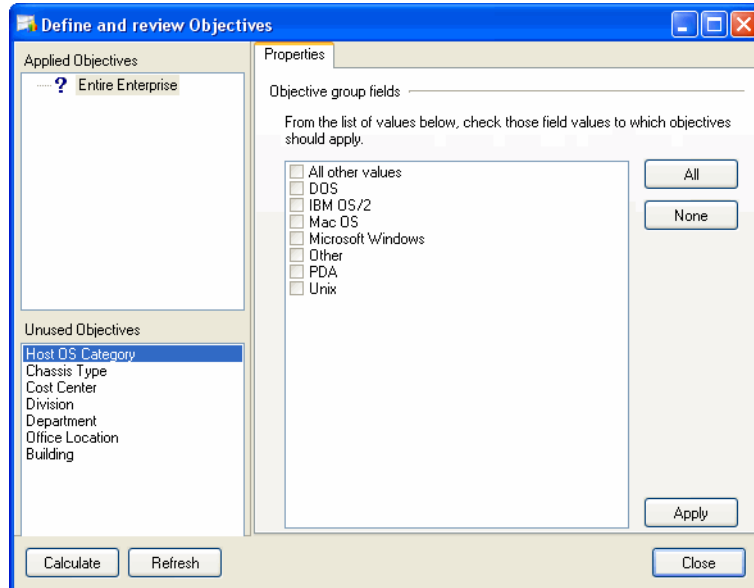 Define and review Objectives
Applied Objectives
? Entire Enterprise
Unused Objectives
Host OS Category
Chassis Type
Cost Center
Division
Department
Office Location
Building
Calculate
Refresh
Properties
Objective group fields
From the list of values below, check those field values to which objectives
should apply.
All other values
DOS
IBM OS/2
Mac OS
Microsoft Windows
Other
PDA
Unix
All
None
Apply
Close